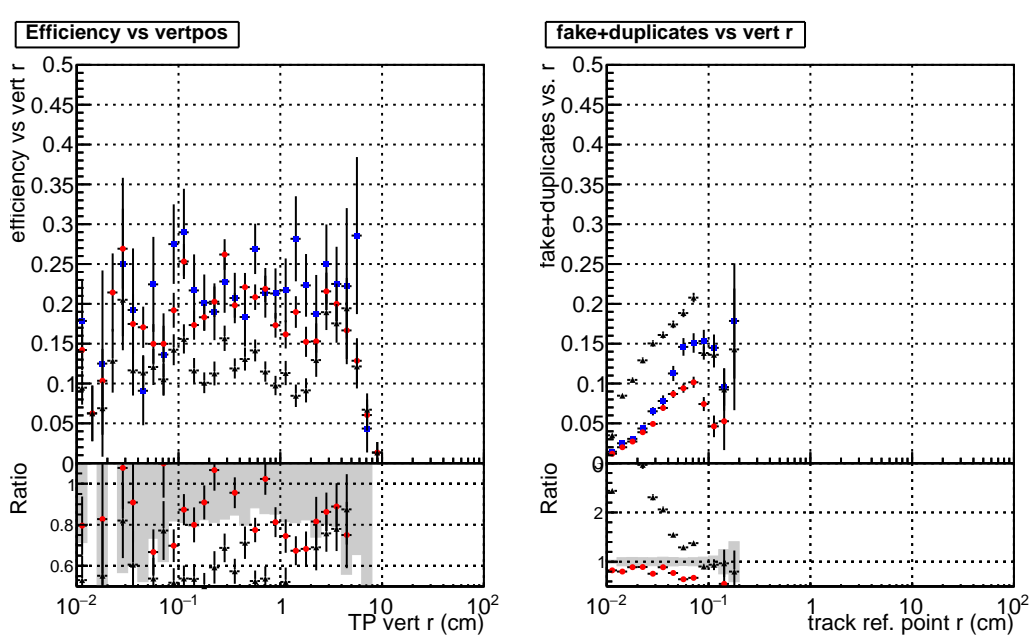 Efficiency vs vertpos
efficiency vs vert r
0.5
0.45
0.4
0.35
0.3
0.25
0.2
0.15
0.1
0.05
0
Ratio
1
0.8
0.6
10−2 10−1 1 10 102
TP vert r (cm)
fake+duplicates vs vert r
fake+duplicates vs. r
0.5
0.45
0.4
0.35
0.3
0.25
0.2
0.15
0.1
0.05
0
Ratio
2
1
10−2 10−1 1 10 102
track ref. point r (cm)